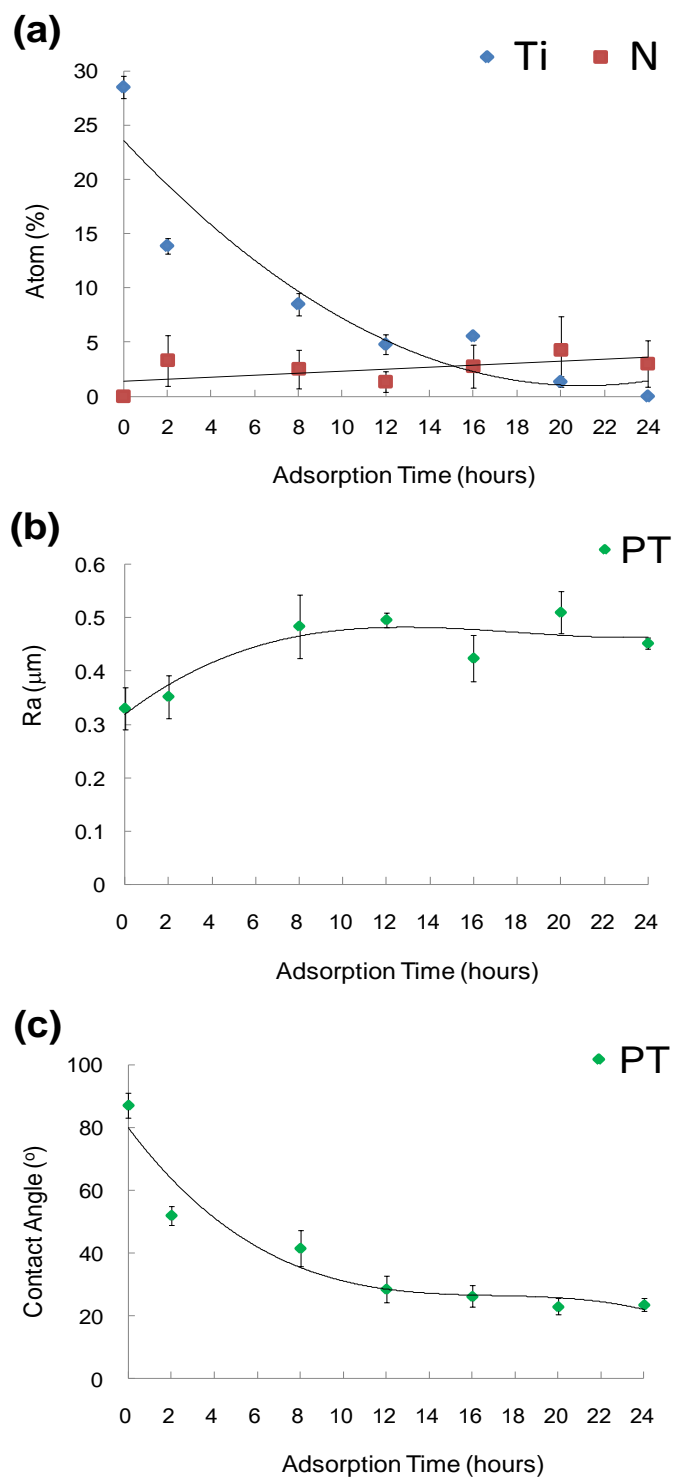 (a)
Ti N
30
25
20
15
10
5
0
Atom (%)
0 2 4 6 8 10 12 14 16 18 20 22 24
Adsorption Time (hours)
(b)
PT
0.6
0.5
0.4
0.3
0.2
0.1
0
Ra (μm)
0 2 4 6 8 10 12 14 16 18 20 22 24
Adsorption Time (hours)
(c)
PT
100
80
60
40
20
0
Contact Angle (º)
0 2 4 6 8 10 12 14 16 18 20 22 24
Adsorption Time (hours)